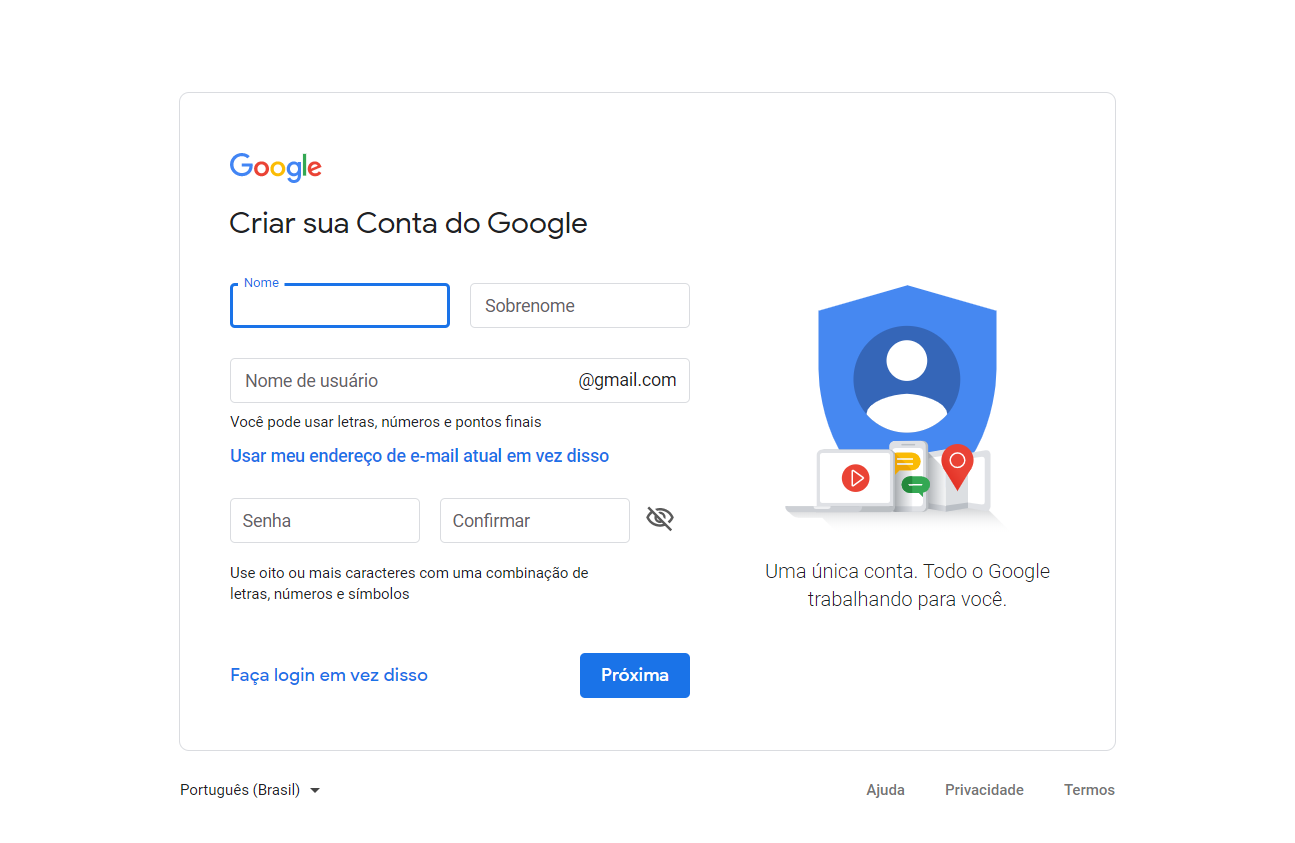 Google
Criar sua Conta do Google
Nome
Sobrenome
Nome de usuário
@gmail.com
Você pode usar letras, números e pontos finais
Usar meu endereço de e-mail atual em vez disso
Senha
Confirmar
Use oito ou mais caracteres com uma combinação de
letras, números e símbolos
Faça login em vez disso
Próxima
Uma única conta. Todo o Google
trabalhando para você.
Português (Brasil)
Ajuda
Privacidade
Termos